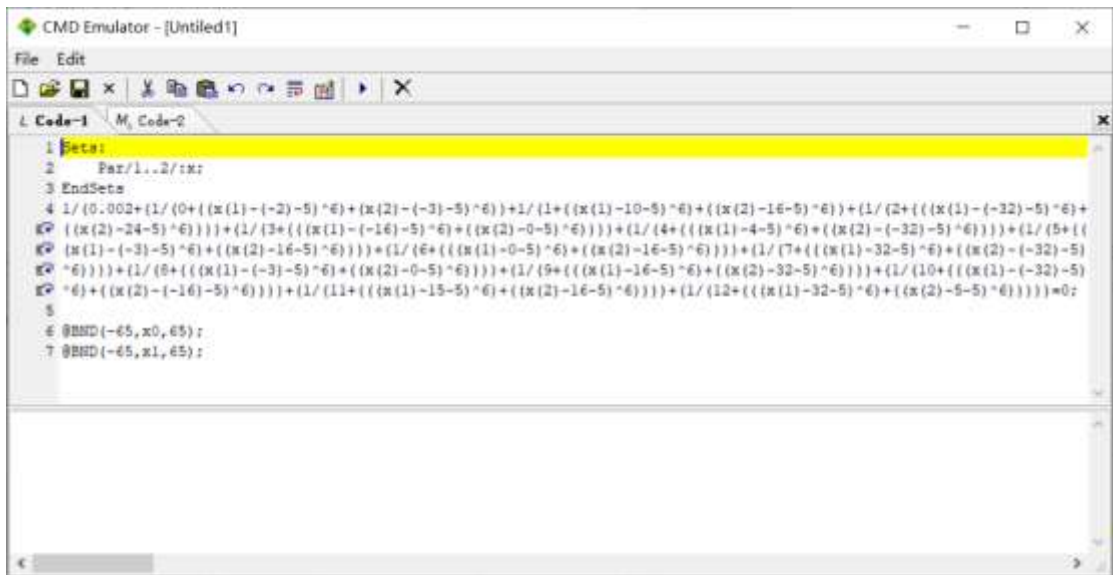 CMD Emulator - [Untiled1]
File Edit
L Code-1 M, Code-2
1 Sets:
2 Par/1..2/:x;
3 EndSets
4 1/(0.002+(1/(0+((x(1)-(-2)-5)^6)+(x(2)-(-3)-5)^6))+1/(1+((x(1)-10-5)^6)+((x(2)-16-5)^6))+(1/(2+(((x(1)-(-32)-5)^6)+
((x(2)-24-5)^6))))+(1/(3+(((x(1)-(-16)-5)^6)+((x(2)-0-5)^6))))+(1/(4+(((x(1)-4-5)^6)+((x(2)-(-32)-5)^6))))+(1/(5+((
(x(1)-(-3)-5)^6)+((x(2)-16-5)^6))))+(1/(6+(((x(1)-0-5)^6)+((x(2)-16-5)^6))))+(1/(7+(((x(1)-32-5)^6)+((x(2)-(-32)-5)
^6))))+(1/(8+(((x(1)-(-3)-5)^6)+((x(2)-0-5)^6))))+(1/(9+(((x(1)-16-5)^6)+((x(2)-32-5)^6))))+(1/(10+(((x(1)-(-32)-5)
^6)+((x(2)-(-16)-5)^6))))+(1/(11+(((x(1)-15-5)^6)+((x(2)-16-5)^6))))+(1/(12+(((x(1)-32-5)^6)+((x(2)-5-5)^6)))))=0;
5
6 @BND(-65,x0,65);
7 @BND(-65,x1,65);